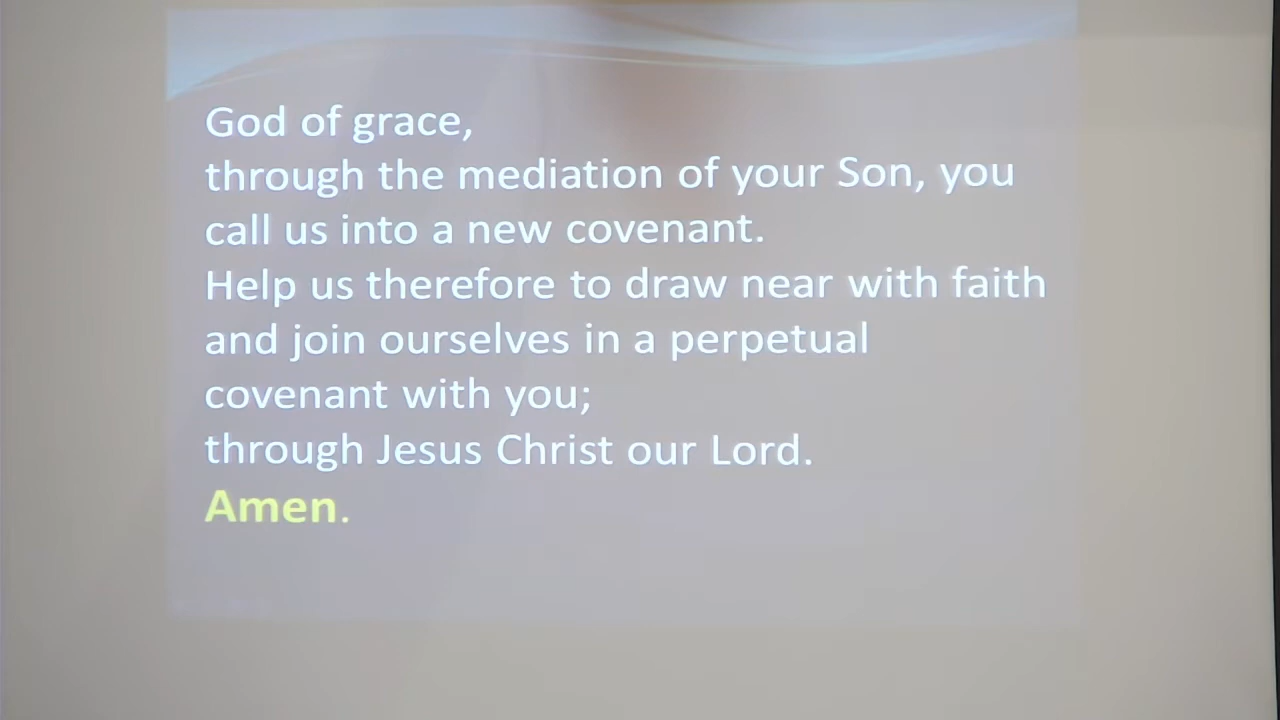 God of grace,
through the mediation of your Son, you
call us into a new covenant.
Help us therefore to draw near with faith
and join ourselves in a perpetual
covenant with you;
through Jesus Christ our Lord.
Amen.